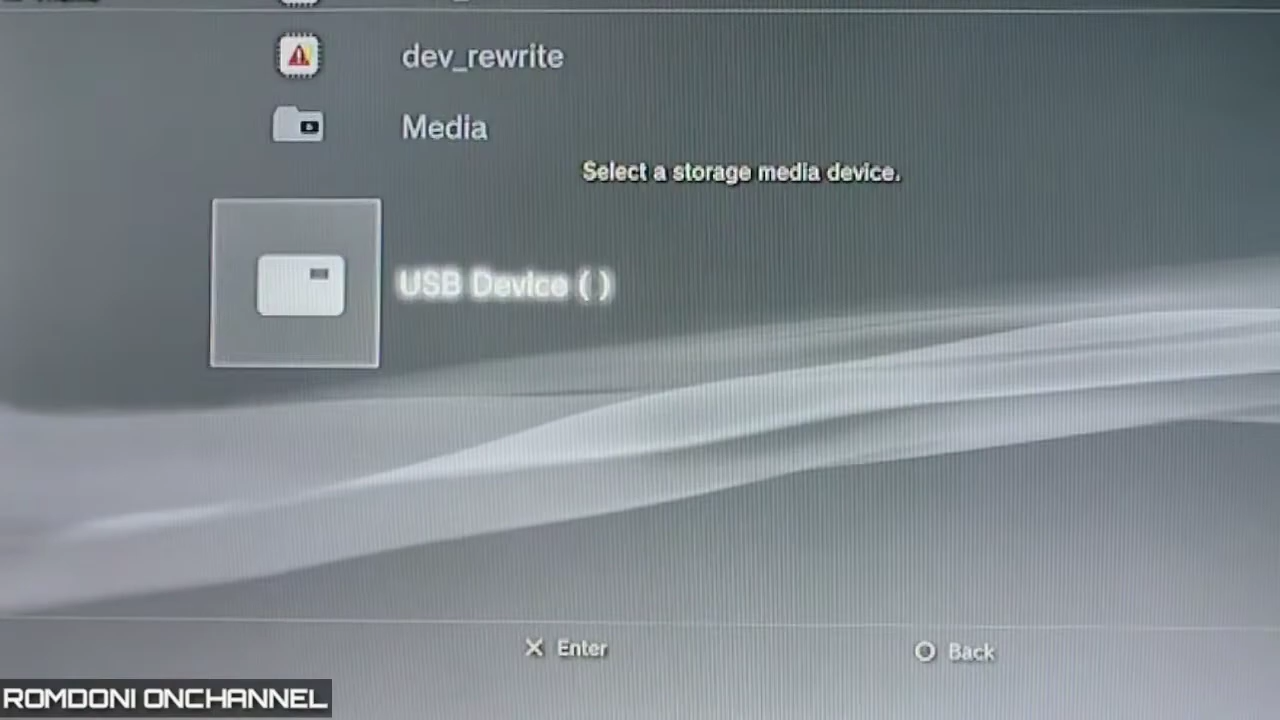 dev_rewrite
Media
Select a storage media device.
USB Device ( )
X Enter
O Back
ROMDONI ONCHANNEL